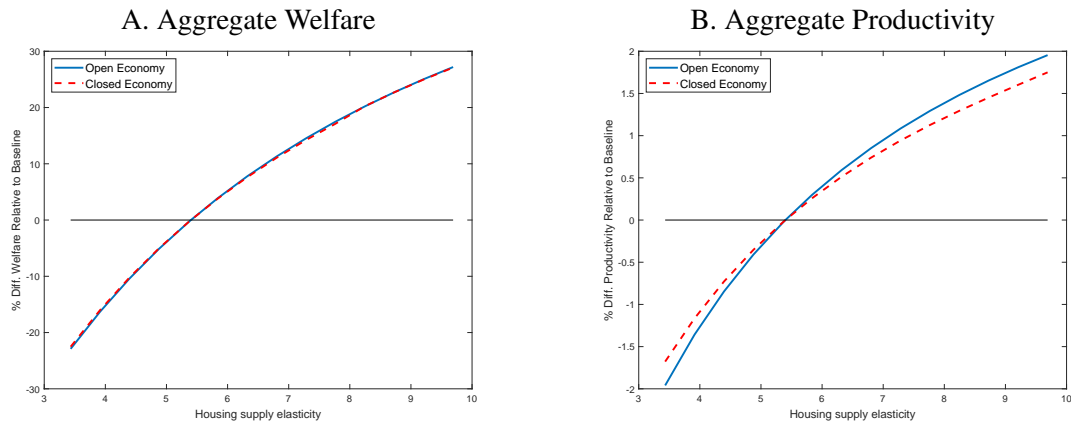 A. Aggregate Welfare
30
20
10
0
-10
-20
-30
% Diff. Welfare Relative to Baseline
Open Economy
Closed Economy
3 4 5 6 7 8 9 10
Housing supply elasticity
B. Aggregate Productivity
2
1.5
1
0.5
0
-0.5
-1
-1.5
-2
% Diff. Productivity Relative to Baseline
Open Economy
Closed Economy
3 4 5 6 7 8 9 10
Housing supply elasticity